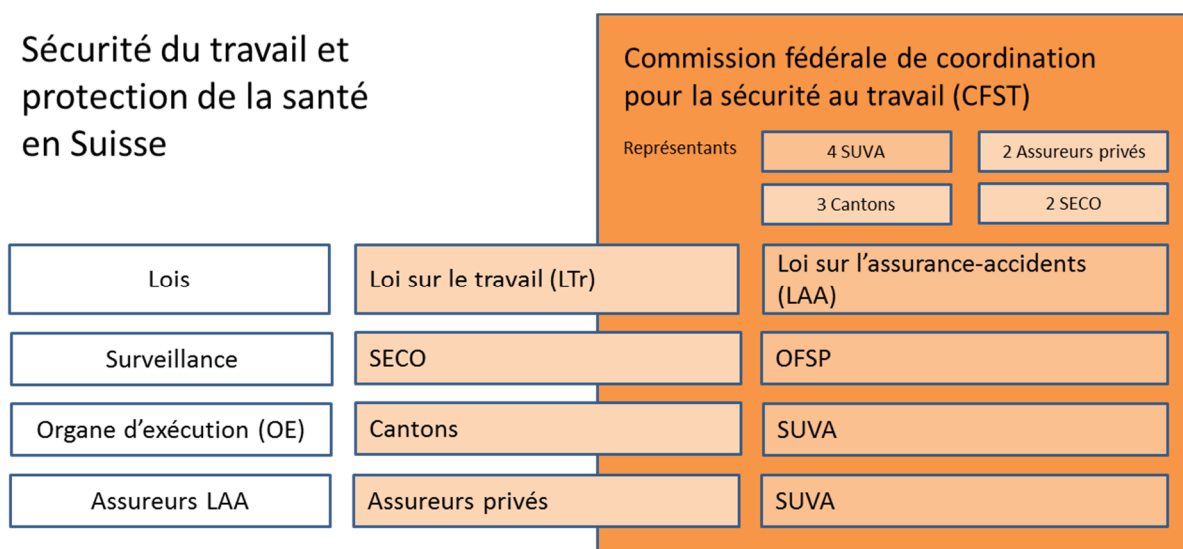 Sécurité du travail et
protection de la santé
en Suisse
Commission fédérale de coordination
pour la sécurité au travail (CFST)
Représentants
4 SUVA
2 Assureurs privés
3 Cantons
2 SECO
Lois
Loi sur le travail (LTr)
Loi sur l’assurance-accidents
(LAA)
Surveillance
SECO
OFSP
Organe d’exécution (OE)
Cantons
SUVA
Assureurs LAA
Assureurs privés
SUVA